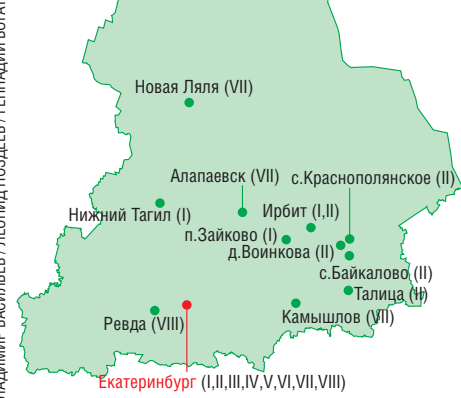 Новая Ляля (VII)
Алапаевск (VII)
с.Краснополянское (II)
Нижний Тагил (I)
Ирбит (I,II)
п.Зайково (I)
д.Воинкова (II)
с.Байкалово (II)
Талица (II)
Ревда (VIII)
Камышлов (VII)
Екатеринбург (I,II,III,IV,V,VI,VII,VIII)